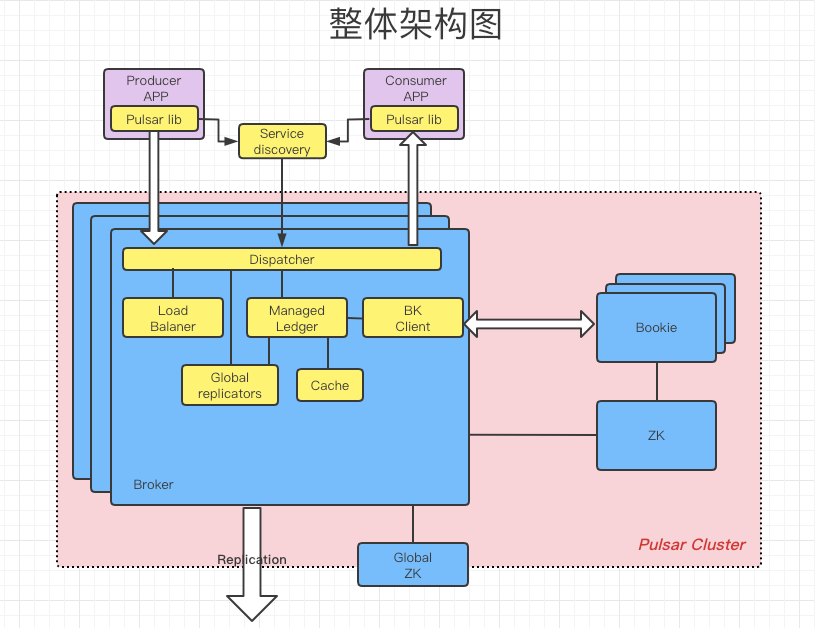 整体架构图
Producer
APP
Pulsar lib
Consumer
APP
Pulsar lib
Service
discovery
Dispatcher
Load
Balaner
Managed
Ledger
BK
Client
Global
replicators
Cache
Broker
Bookie
ZK
Pulsar Cluster
Replication
Global
ZK